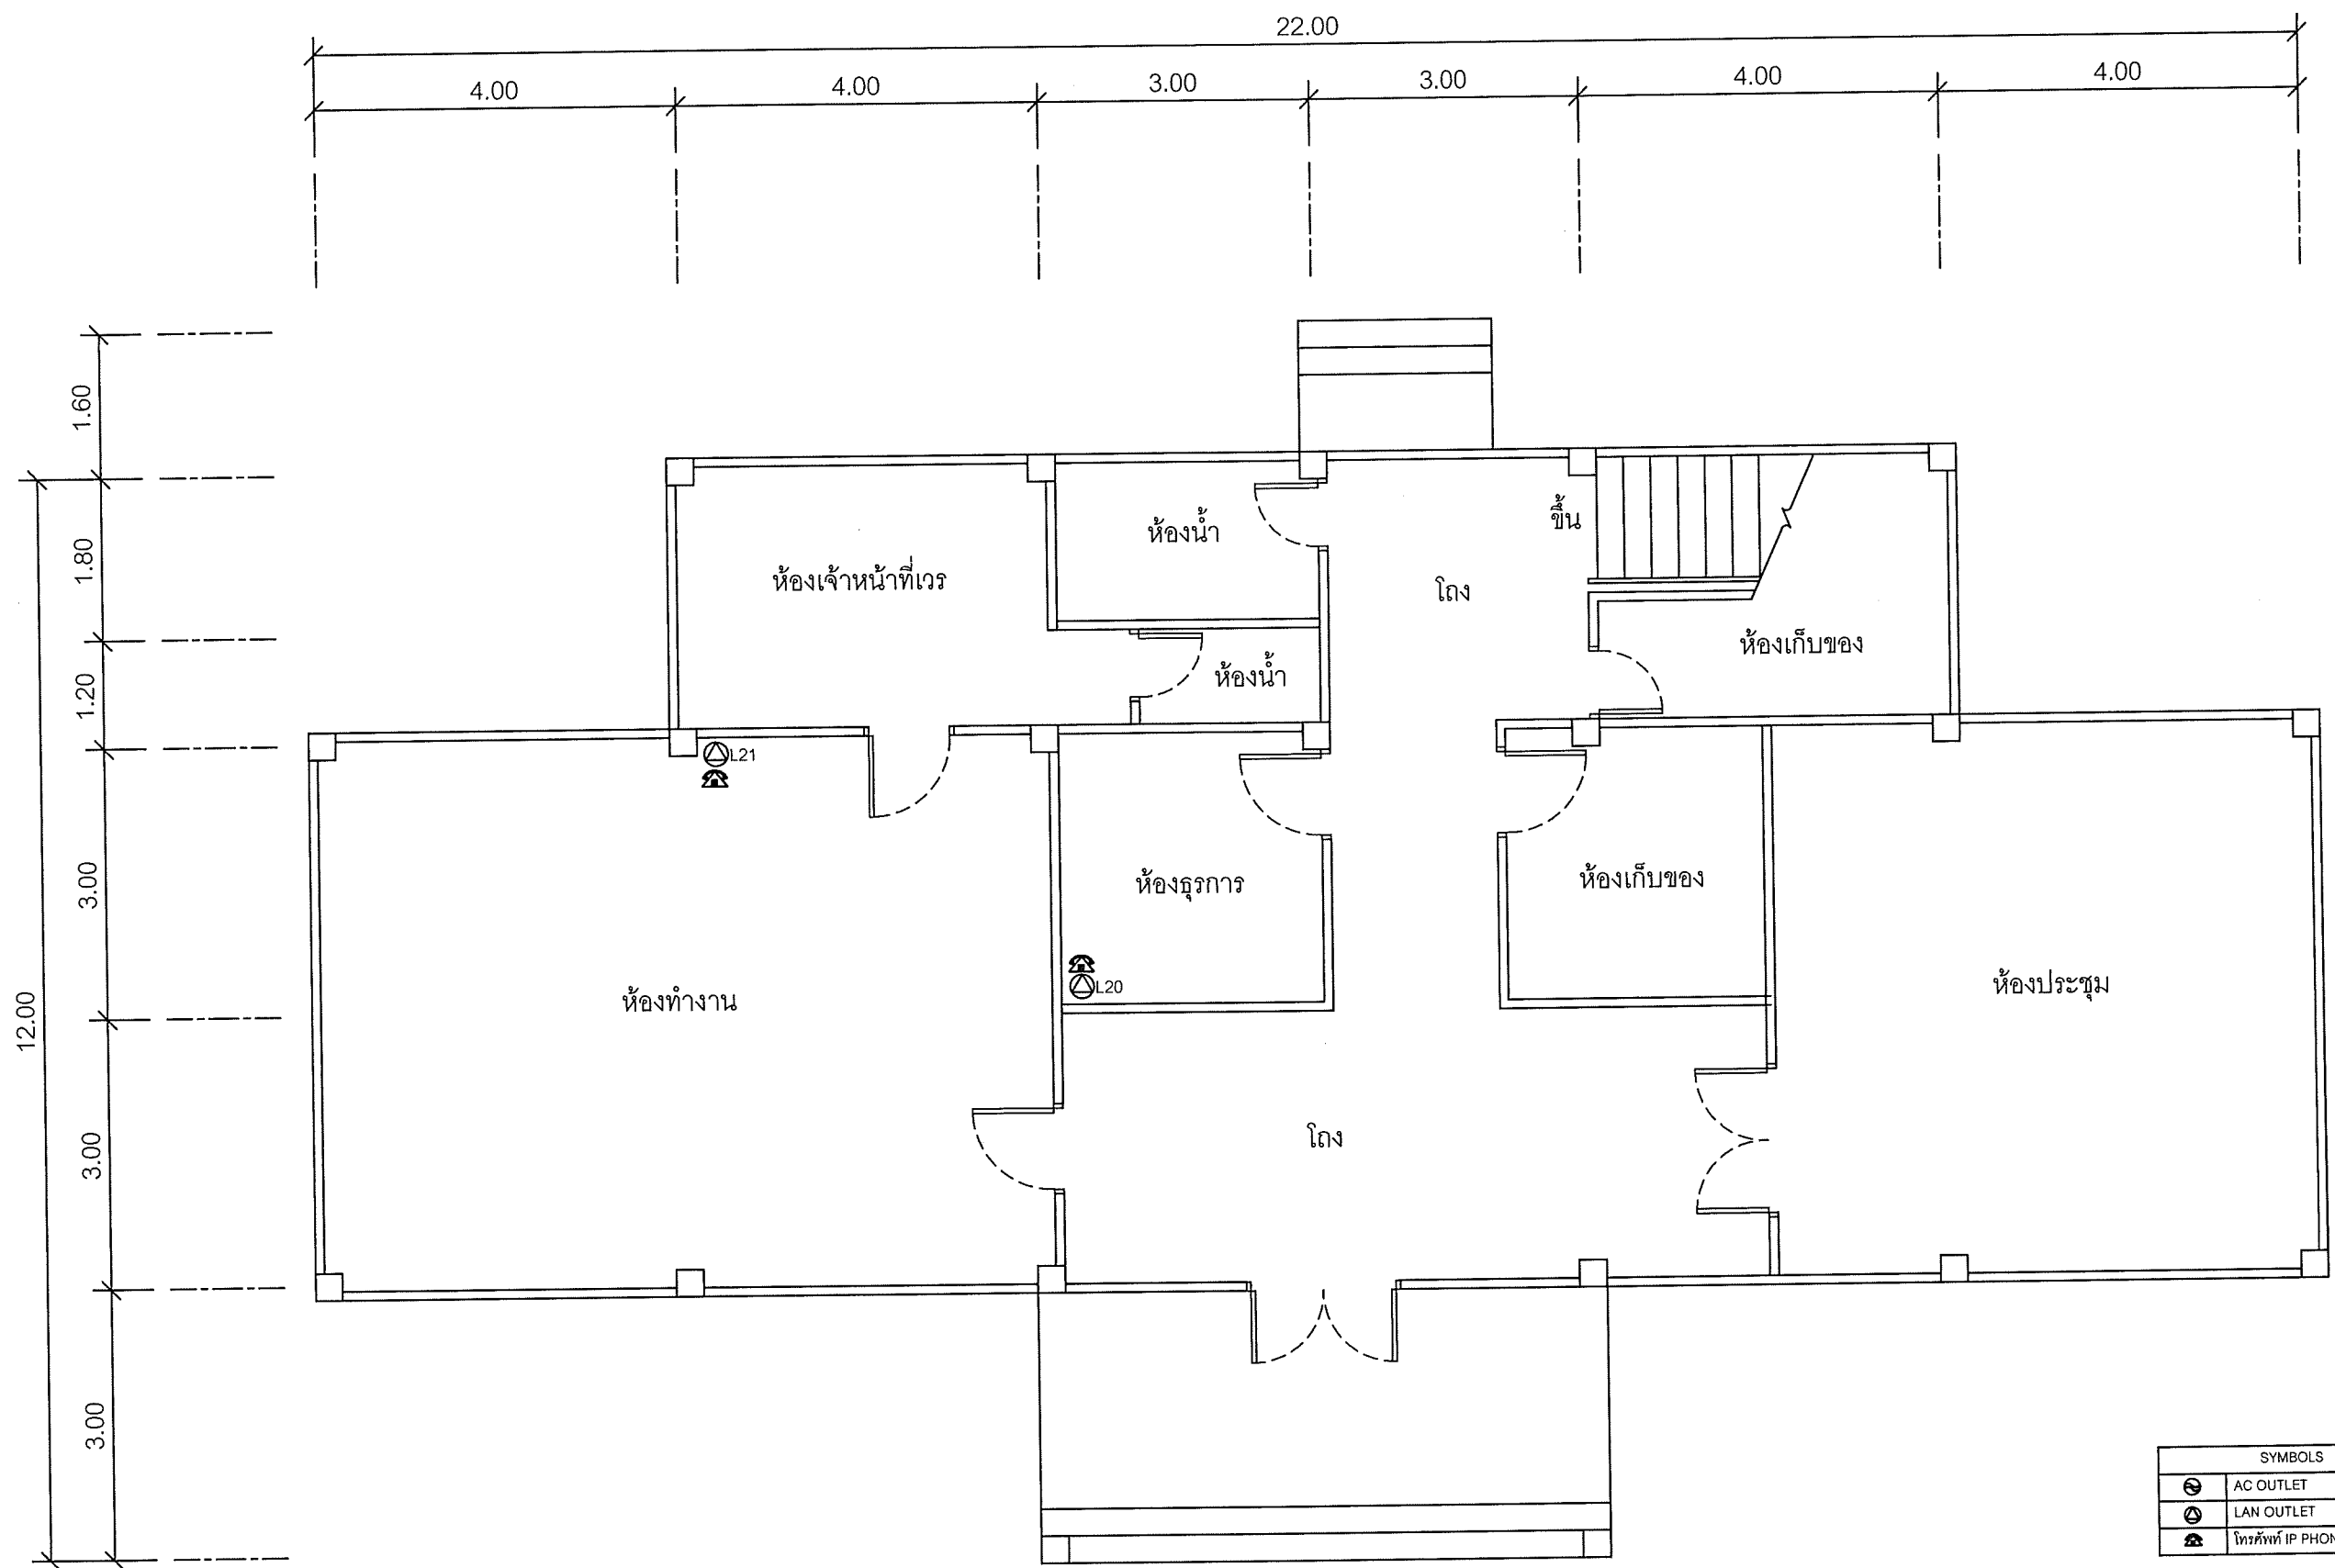 22.00
4.00
4.00
3.00
3.00
4.00
4.00
1.60
1.80
1.20
3.00
3.00
3.00
12.00
ห้องน้ำ
ขึ้น
ห้องเจ้าหน้าที่เวร
โถง
ห้องน้ำ
ห้องเก็บของ
L21
ห้องธุรการ
ห้องเก็บของ
L20
ห้องทำงาน
ห้องประชุม
โถง
SYMBOLS
AC OUTLET
LAN OUTLET
โทรศัพท์ IP PHON